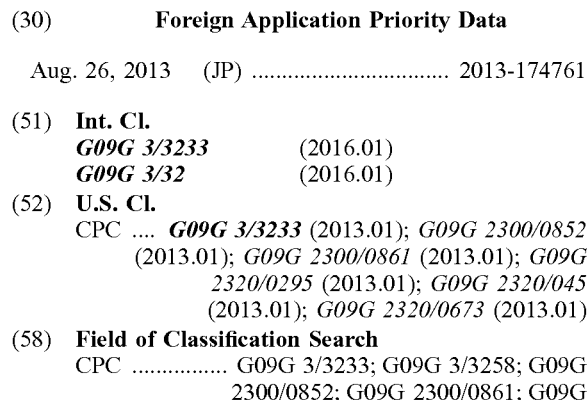 (30) Foreign Application Priority Data
Aug. 26, 2013 (JP) ................................. 2013-174761
(51) Int. Cl.
G09G 3/3233 (2016.01)
G09G 3/32 (2016.01)
(52) U.S. Cl.
CPC .... G09G 3/3233 (2013.01); G09G 2300/0852
(2013.01); G09G 2300/0861 (2013.01); G09G
2320/0295 (2013.01); G09G 2320/045
(2013.01); G09G 2320/0673 (2013.01)
(58) Field of Classification Search
CPC ................ G09G 3/3233; G09G 3/3258; G09G
2300/0852; G09G 2300/0861; G09G